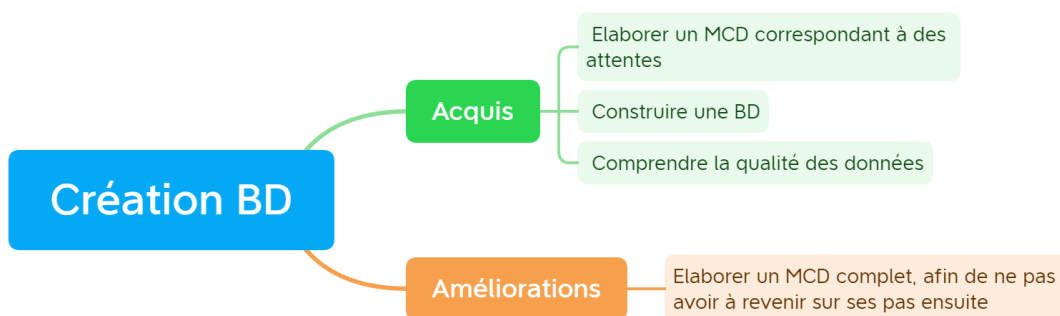 Création BD
Acquis
Elaborer un MCD correspondant à des
attentes
Construire une BD
Comprendre la qualité des données
Améliorations
Elaborer un MCD complet, afin de ne pas
avoir à revenir sur ses pas ensuite